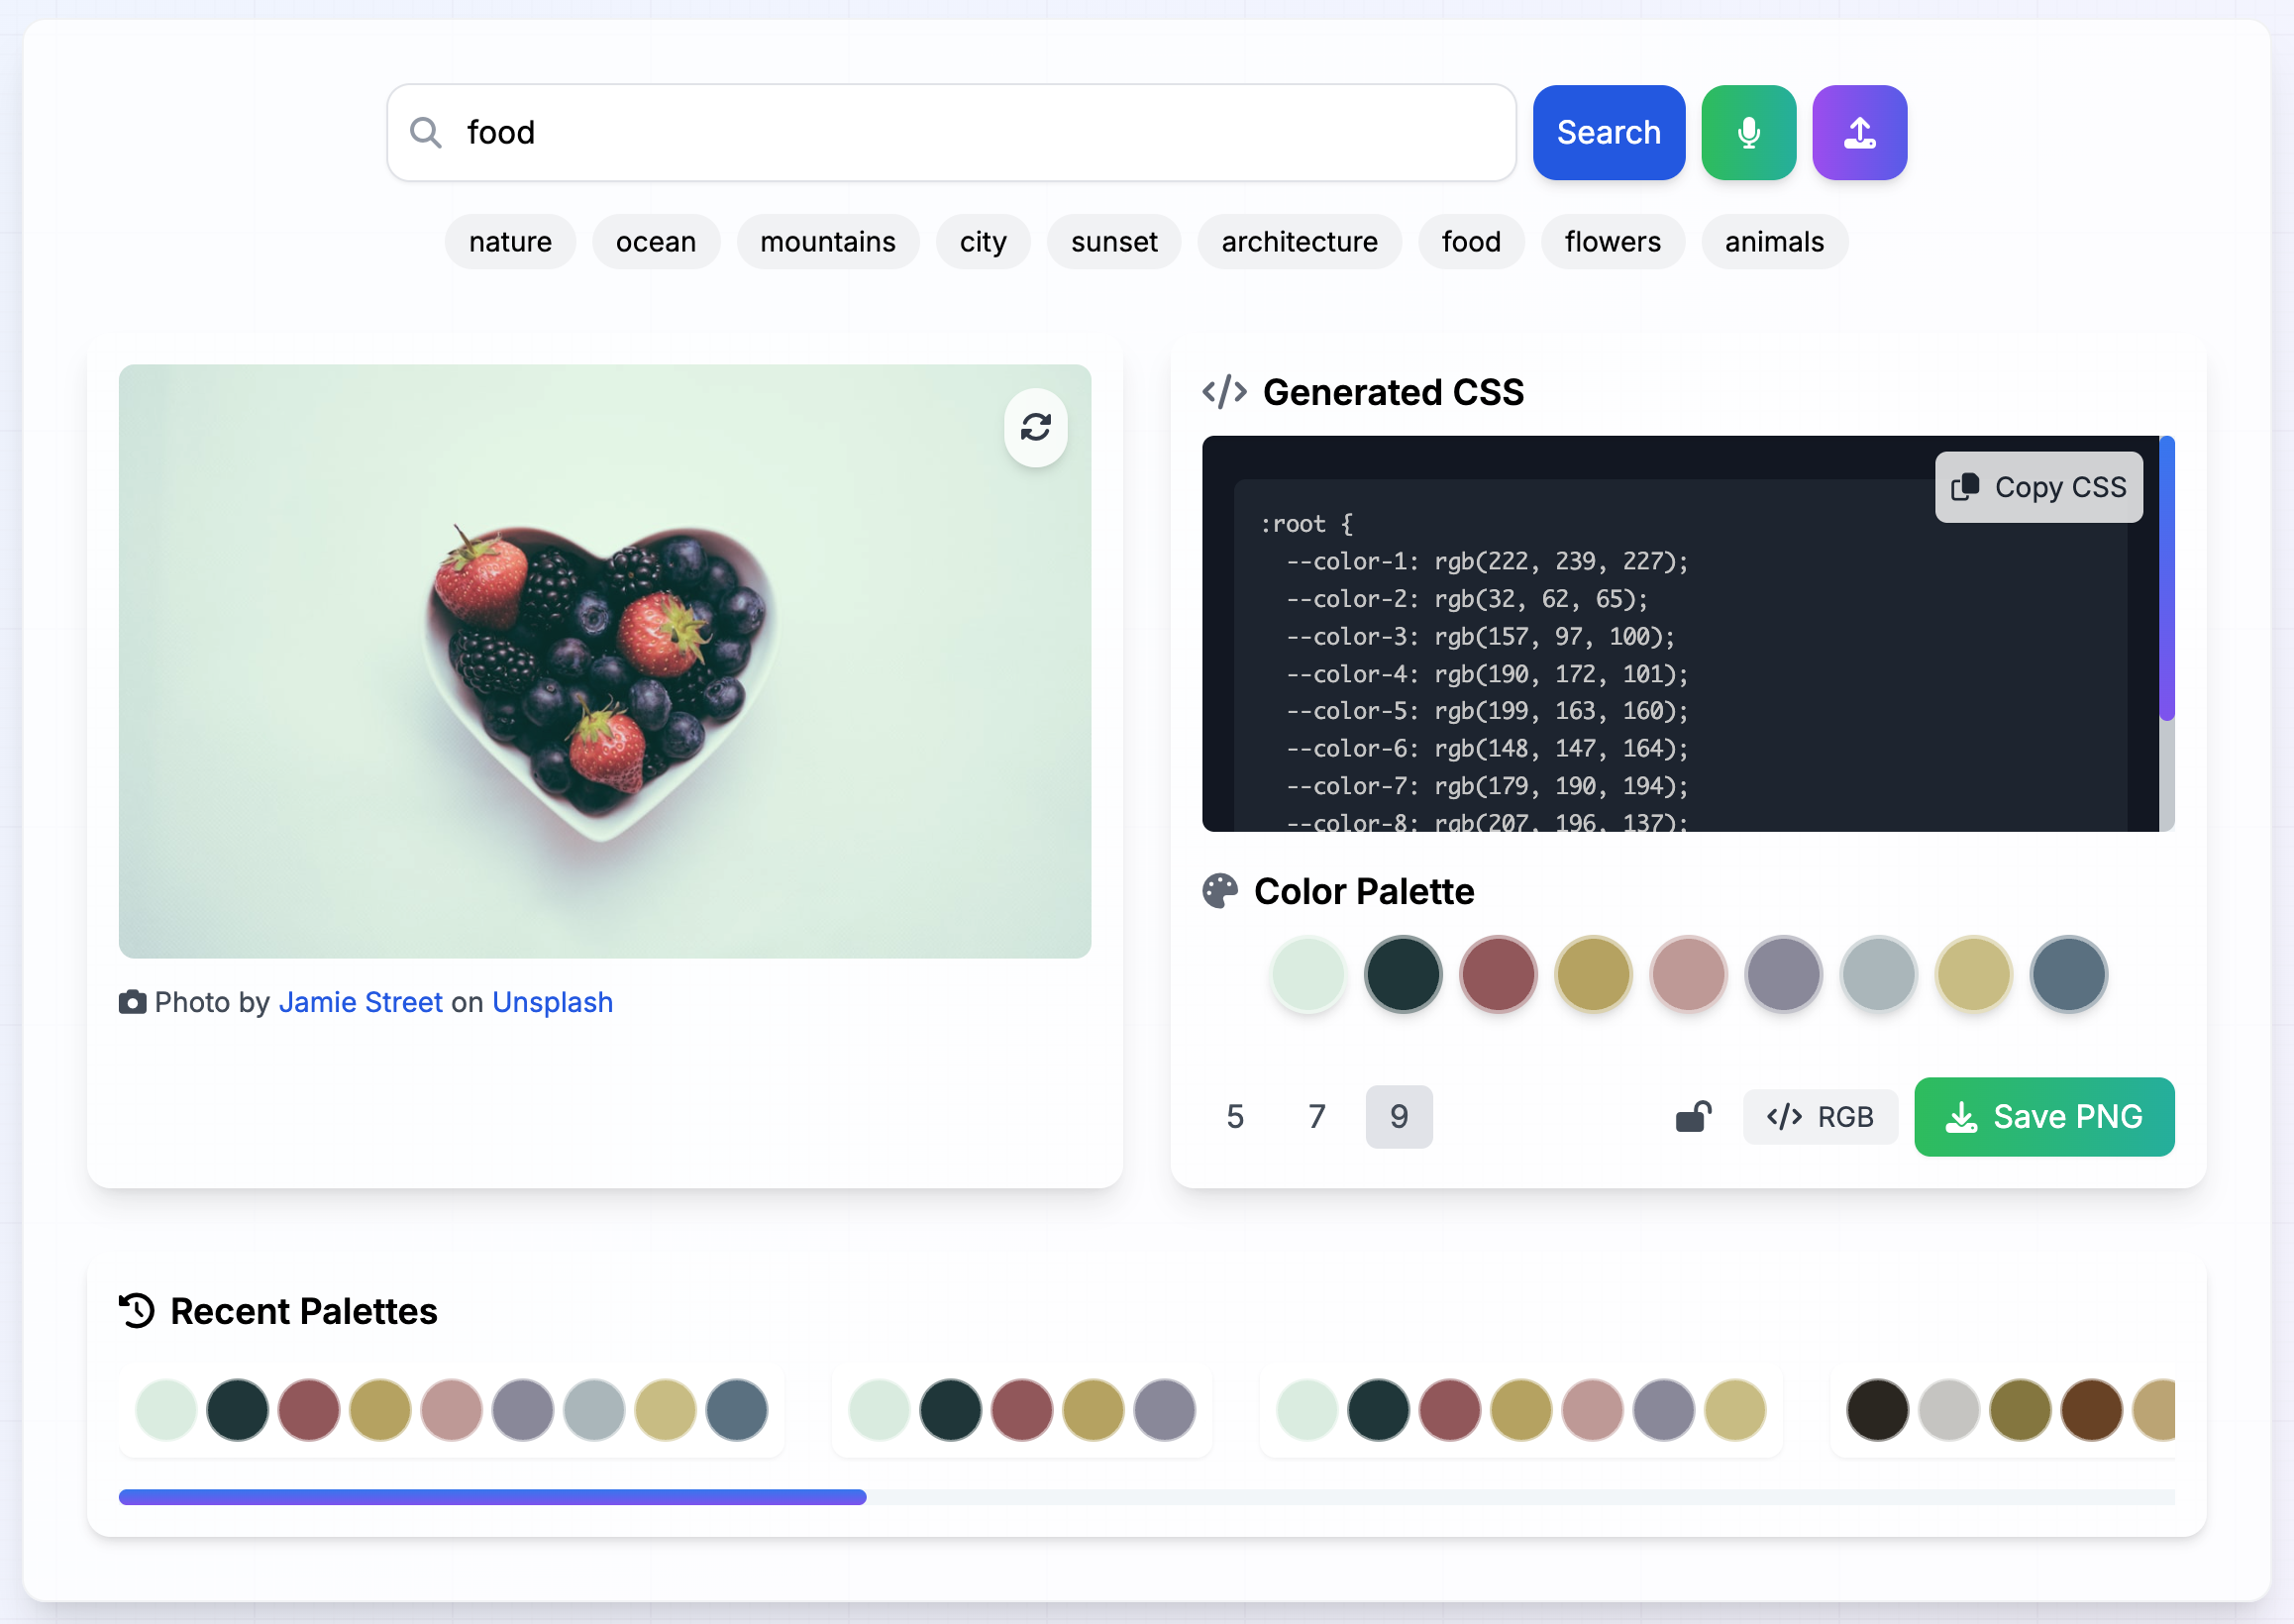 food
Search
nature ocean mountains city sunset architecture food flowers animals
Photo by Jamie Street on Unsplash
</> Generated CSS
Copy CSS
:root {
--color-1: rgb(222, 239, 227);
--color-2: rgb(32, 62, 65);
--color-3: rgb(157, 97, 100);
--color-4: rgb(190, 172, 101);
--color-5: rgb(199, 163, 160);
--color-6: rgb(148, 147, 164);
--color-7: rgb(179, 190, 194);
--color-8: rgb(207, 196, 137);
Color Palette
5 7 9
</> RGB
Save PNG
Recent Palettes